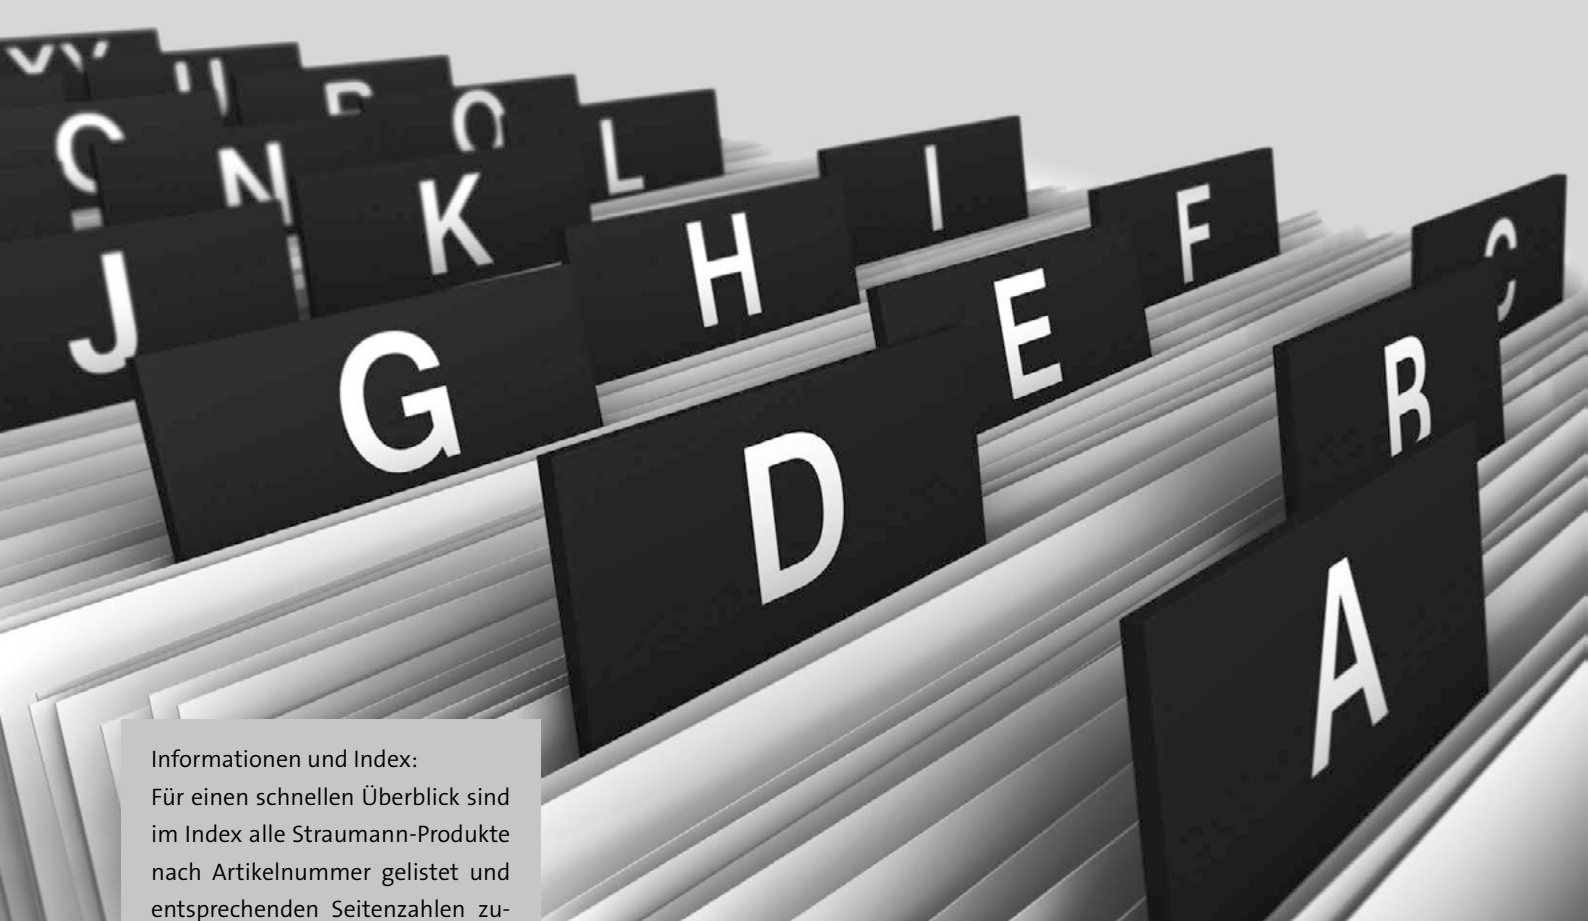 U
O
L
I
N
K
H
F
C
J
G
E
B
D
A
Informationen und Index:
Für einen schnellen Überblick sind
im Index alle Straumann-Produkte
nach Artikelnummer gelistet und
entsprechenden Seitenzahlen zu-